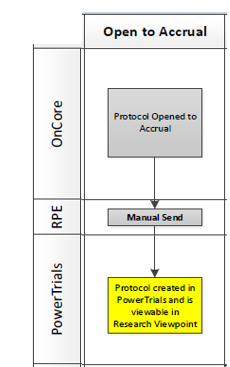 Open to Accrual
OnCore
Protocol Opened to
Accrual
RPE
Manual Send
PowerTrials
Protocol created in
PowerTrials and is
viewable in
Research Viewpoint